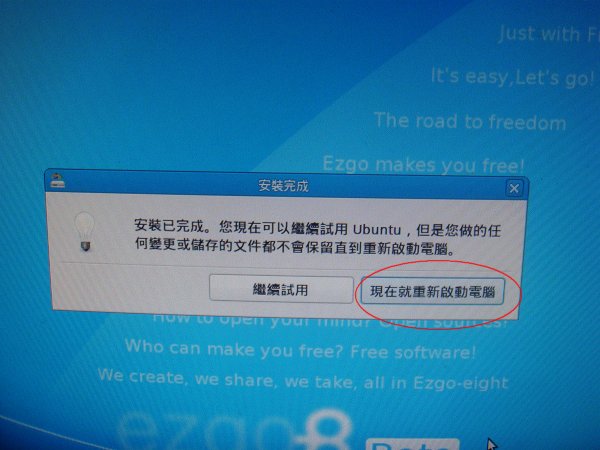 Just with Fr
It's easy,Let's go!
The road to freedom
Ezgo makes you free!
安裝完成
安裝已完成。您現在可以繼續試用 Ubuntu，但是您做的任
何變更或儲存的文件都不會保留直到重新啟動電腦。
繼續試用
現在就重新啟動電腦
How to open your mind? Open sources!
Who can make you free? Free software!
We create, we share, we take, all in Ezgo-eight
ezgo8
Beta